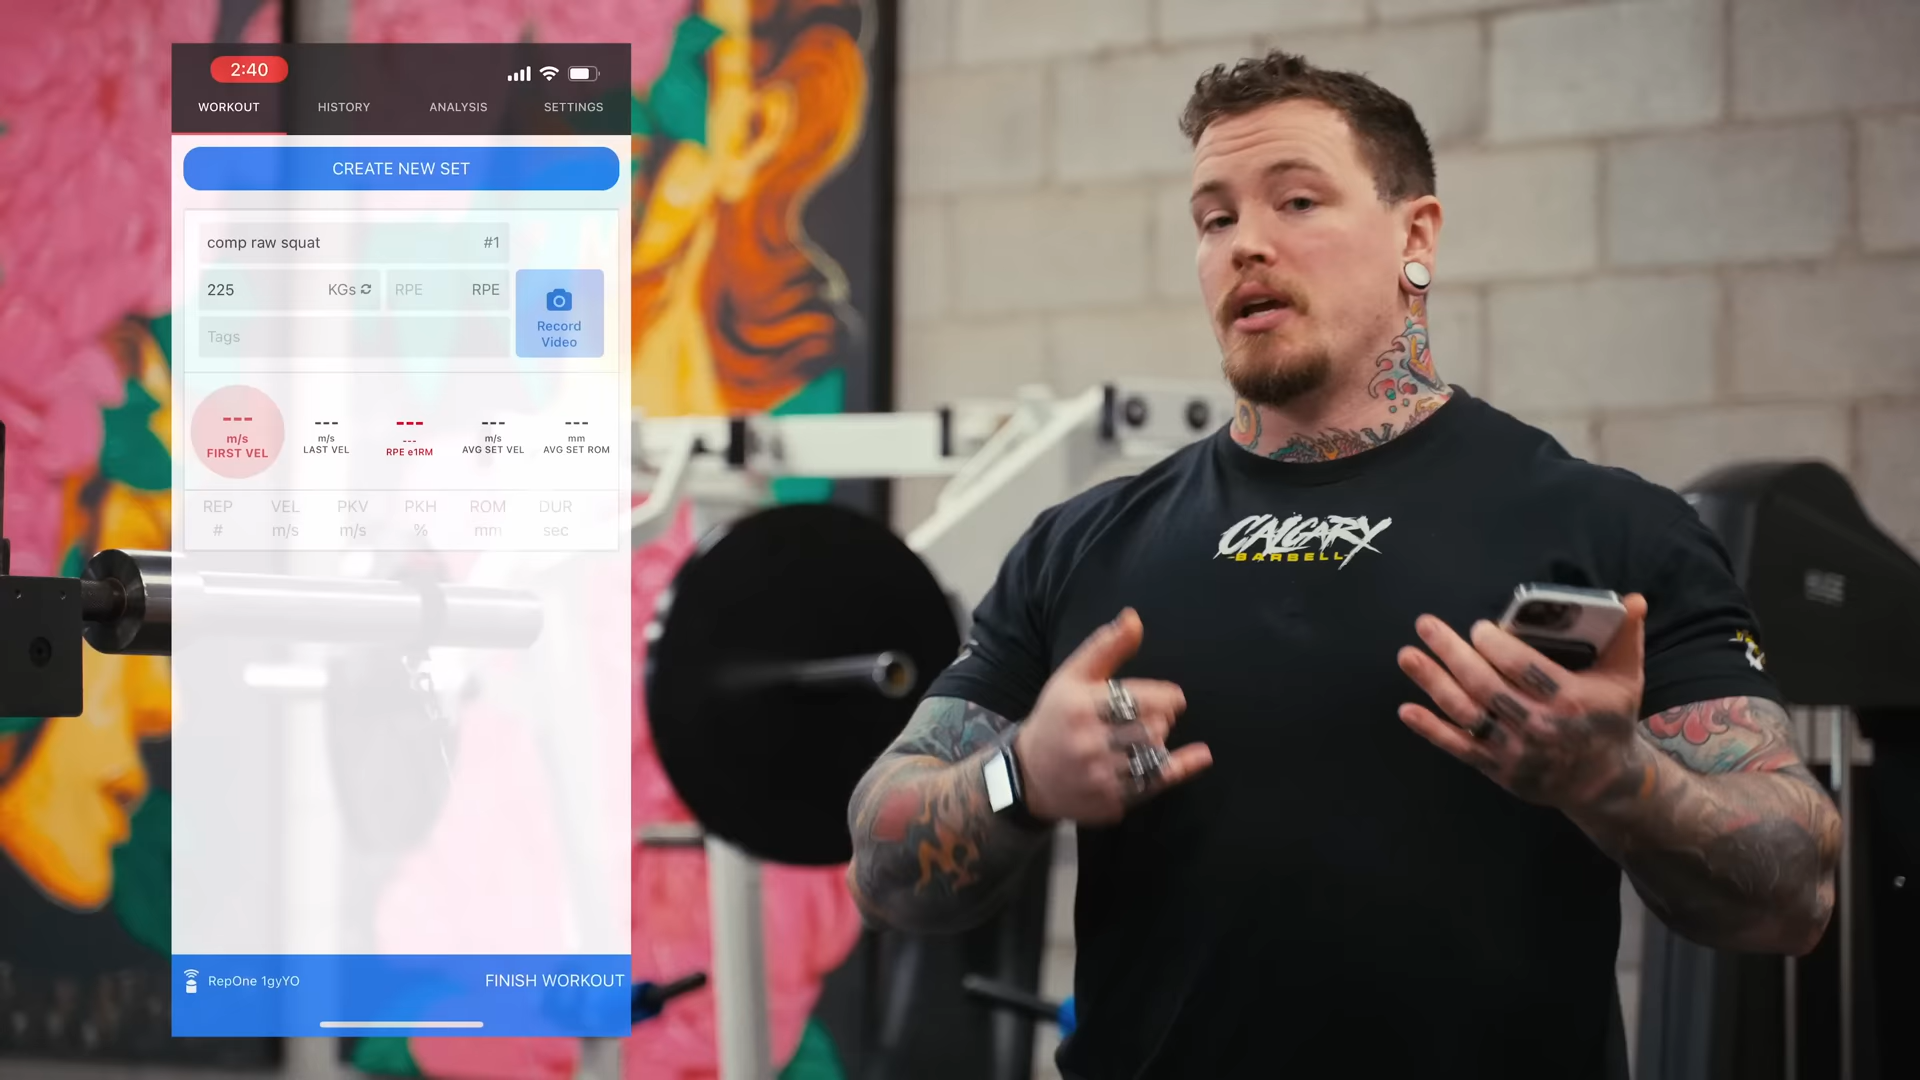 2:40
WORKOUT HISTORY ANALYSIS SETTINGS
CREATE NEW SET
comp raw squat #1
225 KGs RPE RPE
Tags
Record
Video
--- --- --- --- ---
m/s m/s --- m/s mm
FIRST VEL LAST VEL RPE e1RM AVG SET VEL AVG SET ROM
REP VEL PKV PKH ROM DUR
# m/s m/s % mm sec
RepOne 1gyYO FINISH WORKOUT
CALGARY
BARBELL